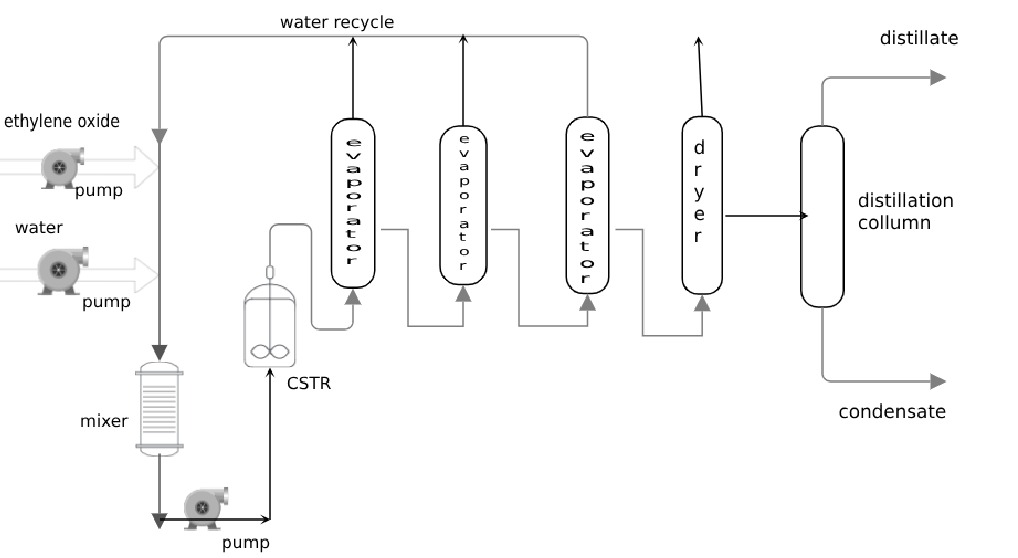 water recycle
distillate
ethylene oxide
pump
water
pump
evaporator
evaporator
evaporator
dryer
distillation
collumn
CSTR
mixer
condensate
pump